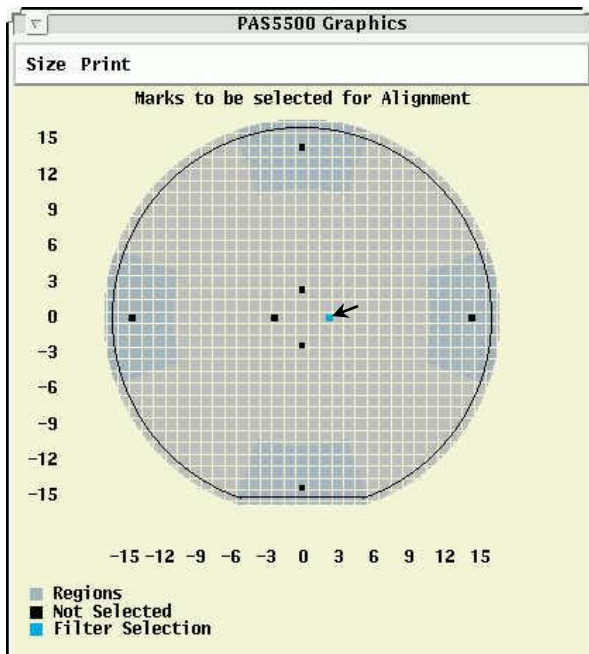 PAS5500 Graphics
Size Print
Marks to be selected for Alignment
15
12
9
6
3
0
-3
-6
-9
-12
-15
-15 -12 -9 -6 -3 0 3 6 9 12 15
Regions
Not Selected
Filter Selection